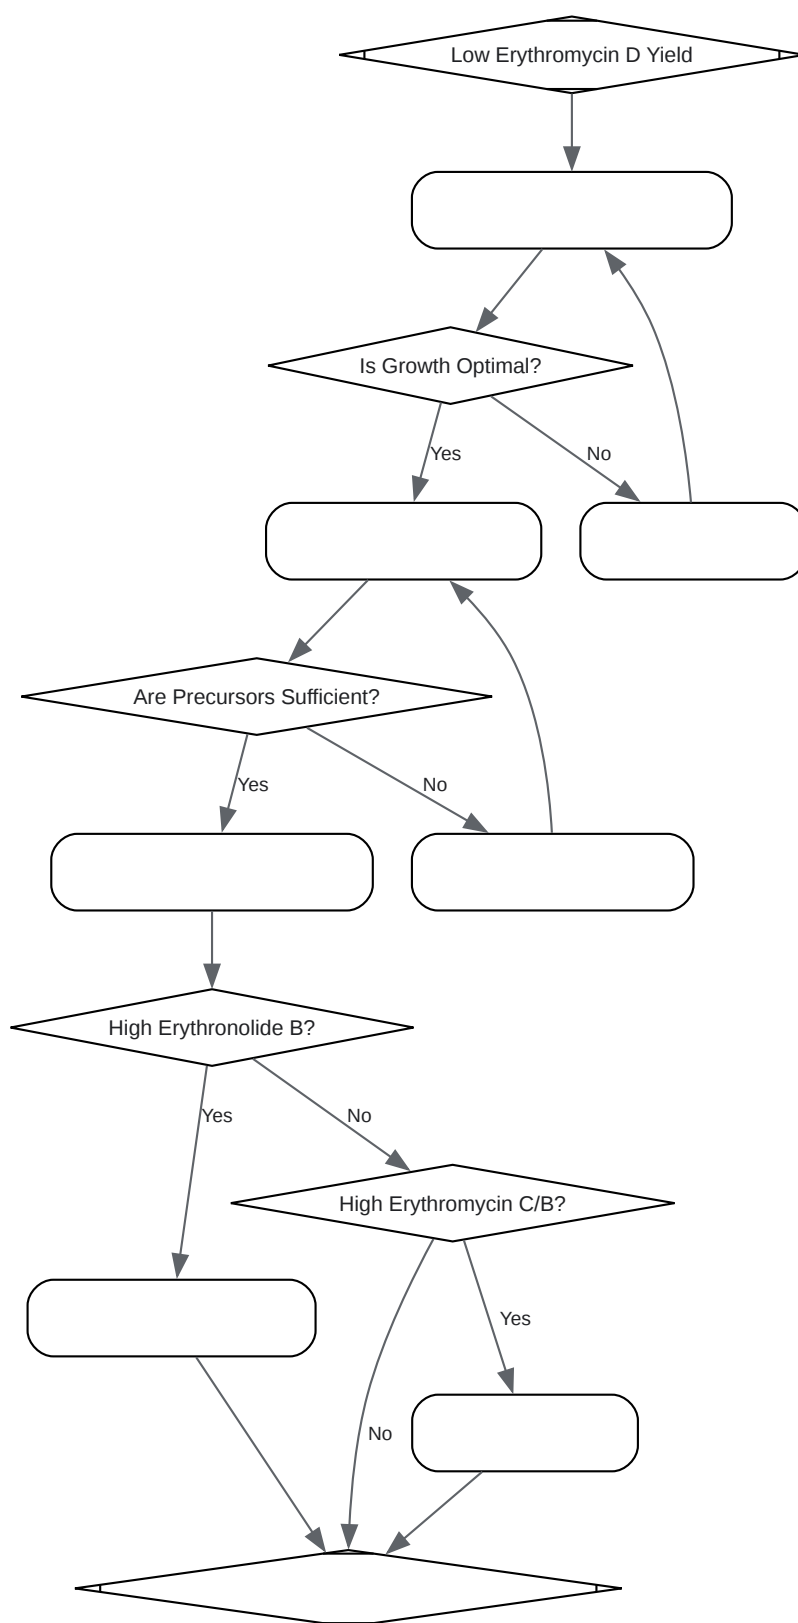 Low Erythromycin D Yield
Is Growth Optimal?
Yes
No
Are Precursors Sufficient?
Yes
No
High Erythronolide B?
Yes
No
High Erythromycin C/B?
Yes
No